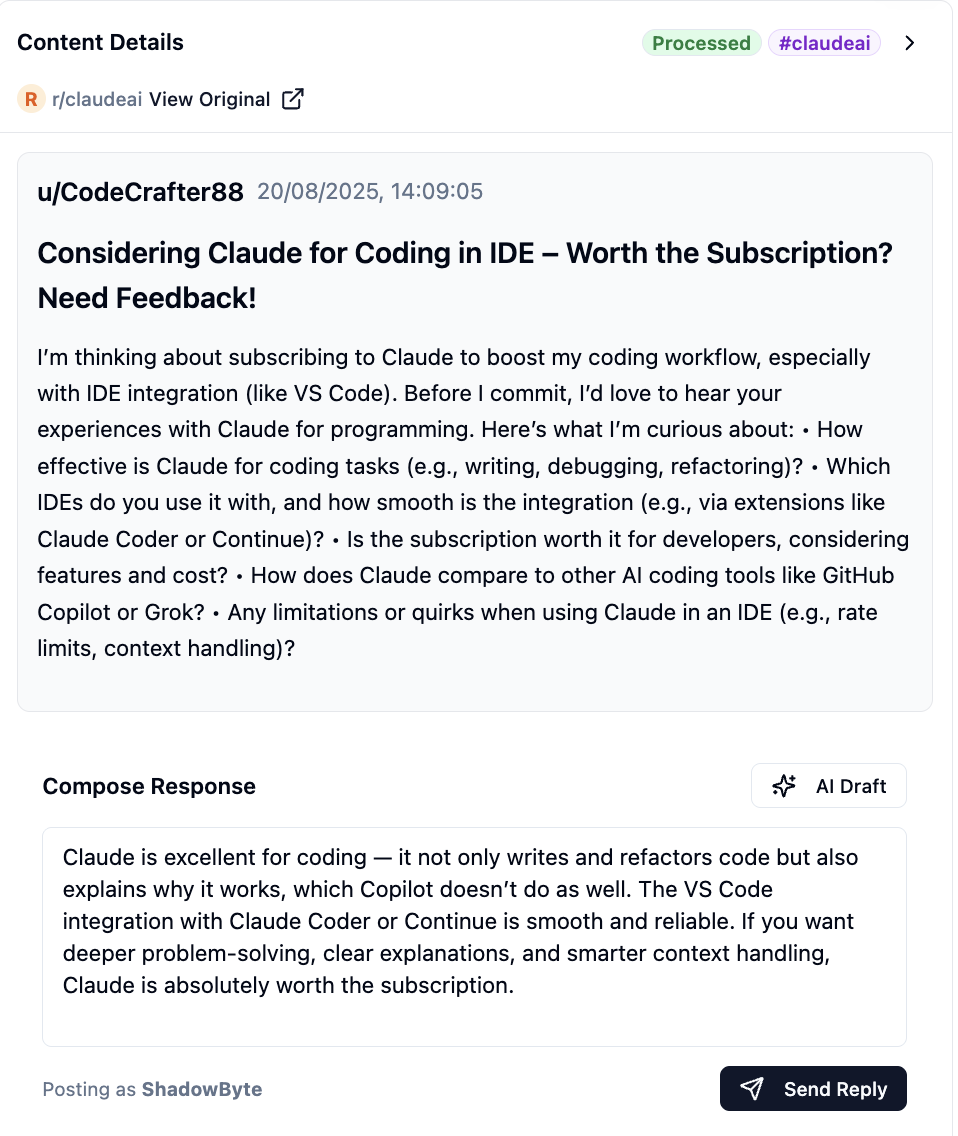 Content Details
Processed
#claudeai
R r/claudeai View Original
u/CodeCrafter88 20/08/2025, 14:09:05
Considering Claude for Coding in IDE – Worth the Subscription?
Need Feedback!
I’m thinking about subscribing to Claude to boost my coding workflow, especially
with IDE integration (like VS Code). Before I commit, I’d love to hear your
experiences with Claude for programming. Here’s what I’m curious about: • How
effective is Claude for coding tasks (e.g., writing, debugging, refactoring)? • Which
IDEs do you use it with, and how smooth is the integration (e.g., via extensions like
Claude Coder or Continue)? • Is the subscription worth it for developers, considering
features and cost? • How does Claude compare to other AI coding tools like GitHub
Copilot or Grok? • Any limitations or quirks when using Claude in an IDE (e.g., rate
limits, context handling)?
Compose Response
AI Draft
Claude is excellent for coding — it not only writes and refactors code but also
explains why it works, which Copilot doesn’t do as well. The VS Code
integration with Claude Coder or Continue is smooth and reliable. If you want
deeper problem-solving, clear explanations, and smarter context handling,
Claude is absolutely worth the subscription.
Posting as ShadowByte
Send Reply